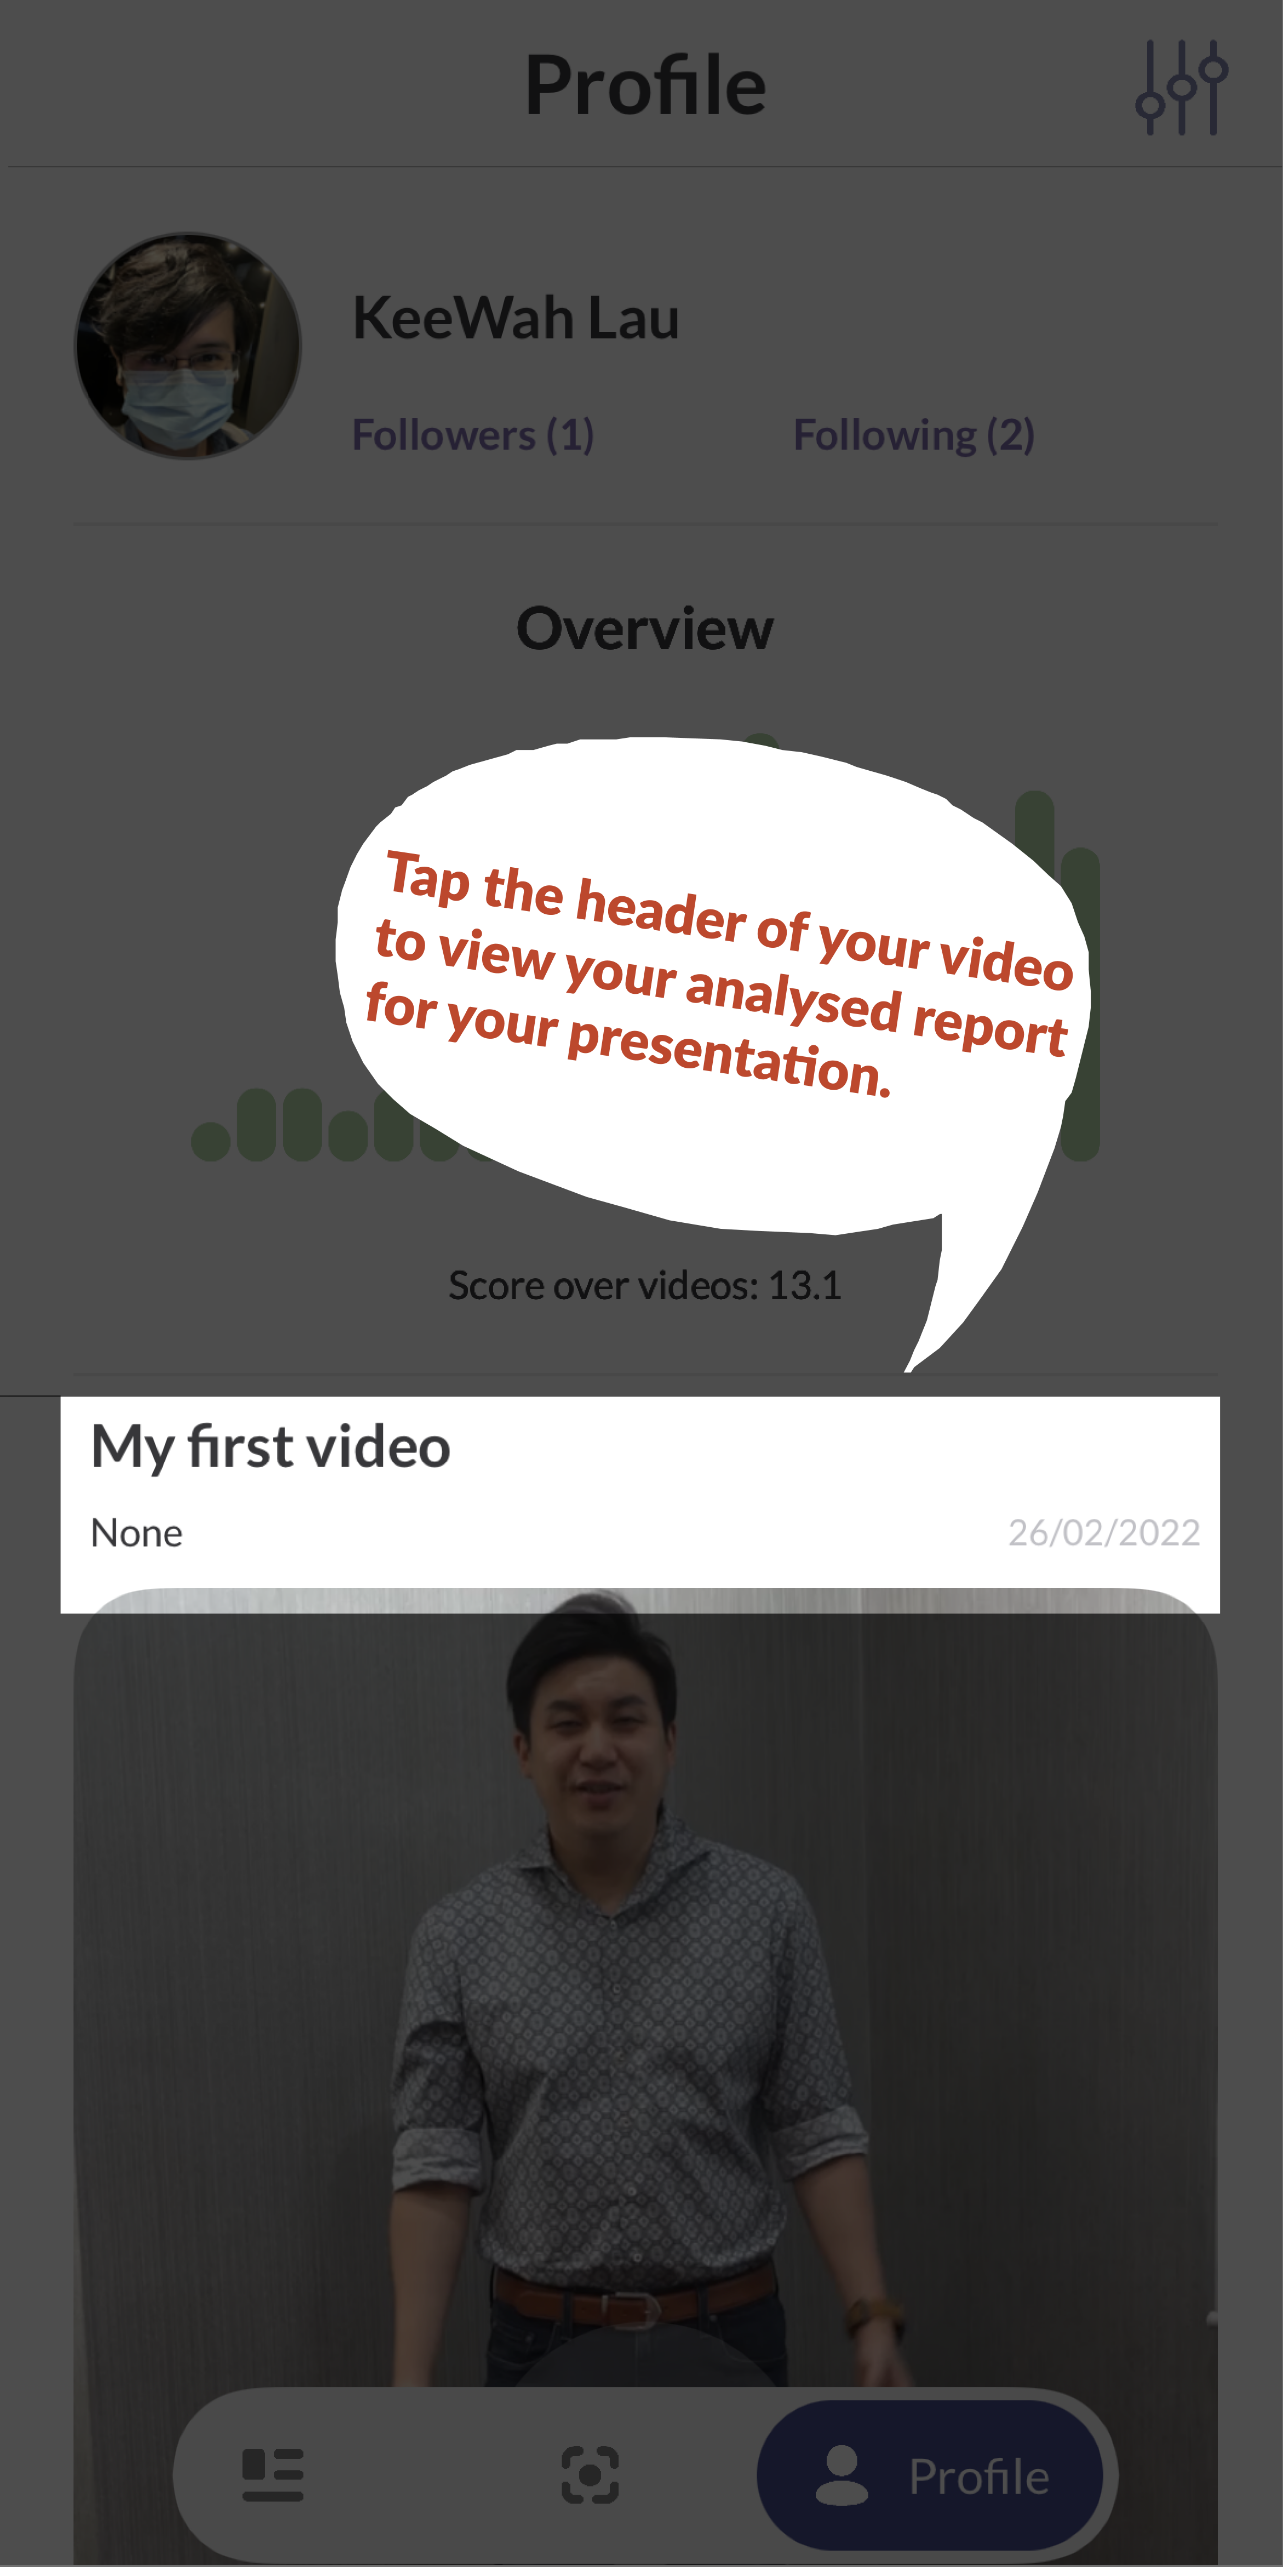 Profile
KeeWah Lau
Followers (1) Following (2)
Overview
Tap the header of your video
to view your analysed report
for your presentation.
Score over videos: 13.1
My first video
None 26/02/2022
Profile